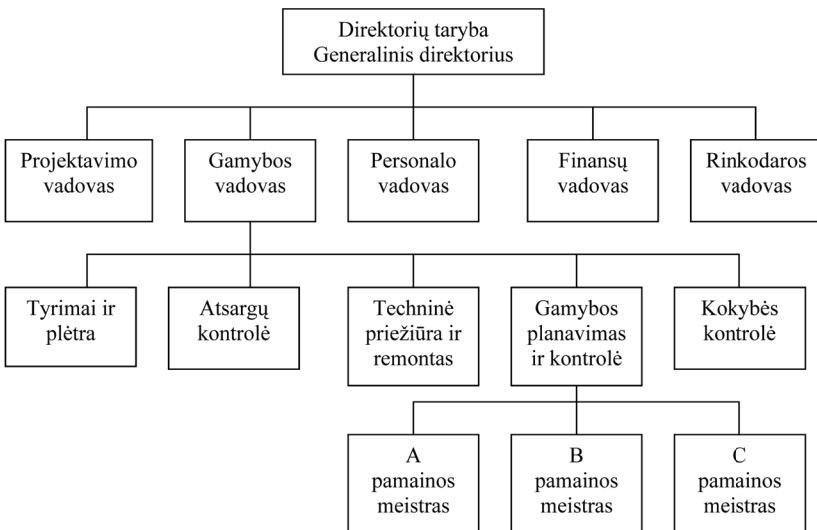 Direktorių taryba
Generalinis direktorius
Projektavimo
vadovas
Gamybos
vadovas
Personalo
vadovas
Finansų
vadovas
Rinkodaros
vadovas
Tyrimai ir
plėtra
Atsargų
kontrolė
Techninė
priežiūra ir
remontas
Gamybos
planavimas
ir kontrolė
Kokybės
kontrolė
A
pamainos
meistras
B
pamainos
meistras
C
pamainos
meistras